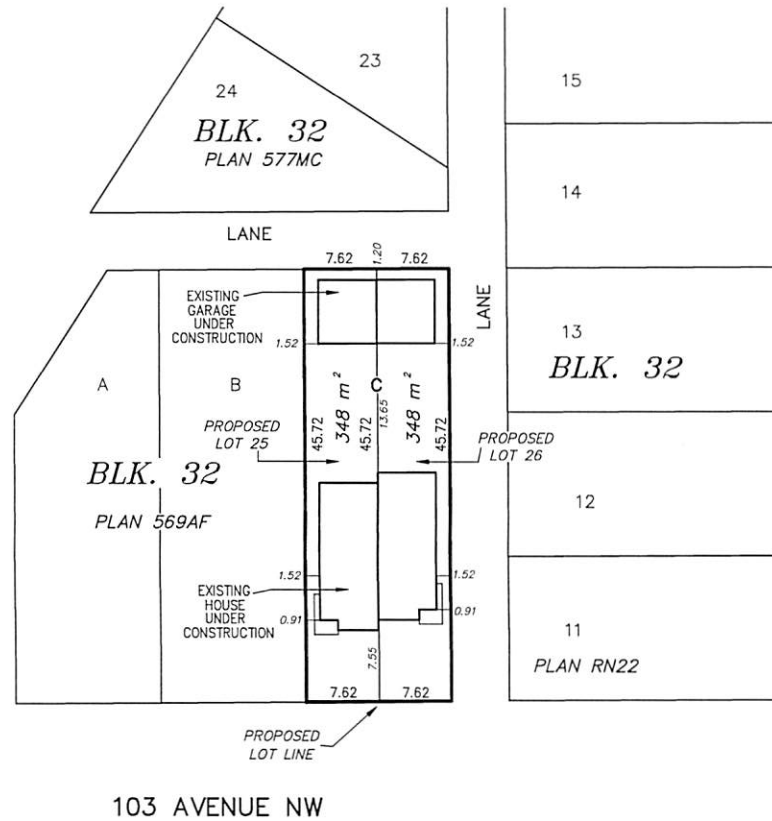 23
24
BLK. 32
PLAN 577MC
15
14
LANE
7.62
1.20
7.62
EXISTING
GARAGE
UNDER
CONSTRUCTION
1.52
1.52
LANE
13
BLK. 32
A
B
C
348 m²
348 m²
13.65
45.72
45.72
45.72
PROPOSED
LOT 25
PROPOSED
LOT 26
BLK. 32
PLAN 569AF
12
1.52
1.52
EXISTING
HOUSE
UNDER
CONSTRUCTION
0.91
0.91
7.55
11
PLAN RN22
7.62
7.62
PROPOSED
LOT LINE
103 AVENUE NW